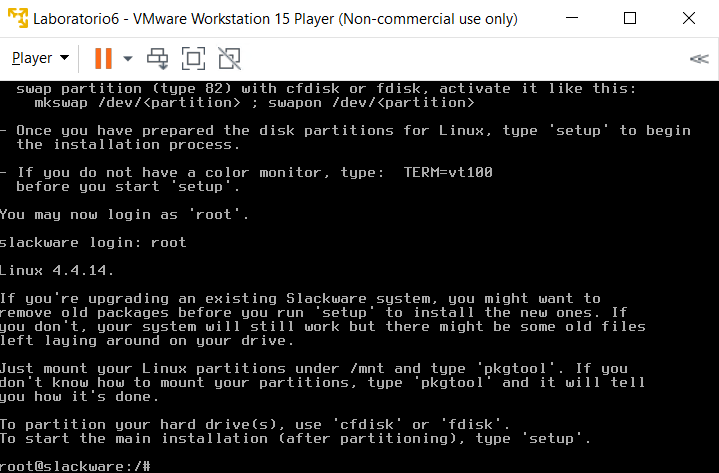 Laboratorio6 - VMware Workstation 15 Player (Non-commercial use only)
Player
swap partition (type 82) with cfdisk or fdisk, activate it like this:
mkswap /dev/<partition> ; swapon /dev/<partition>
- Once you have prepared the disk partitions for Linux, type 'setup' to begin
the installation process.
- If you do not have a color monitor, type:  TERM=vt100
before you start 'setup'.
You may now login as 'root'.
slackware login: root
Linux 4.4.14.
If you're upgrading an existing Slackware system, you might want to
remove old packages before you run 'setup' to install the new ones. If
you don't, your system will still work but there might be some old files
left laying around on your drive.
Just mount your Linux partitions under /mnt and type 'pkgtool'. If you
don't know how to mount your partitions, type 'pkgtool' and it will tell
you how it's done.
To partition your hard drive(s), use 'cfdisk' or 'fdisk'.
To start the main installation (after partitioning), type 'setup'.
root@slackware:/#